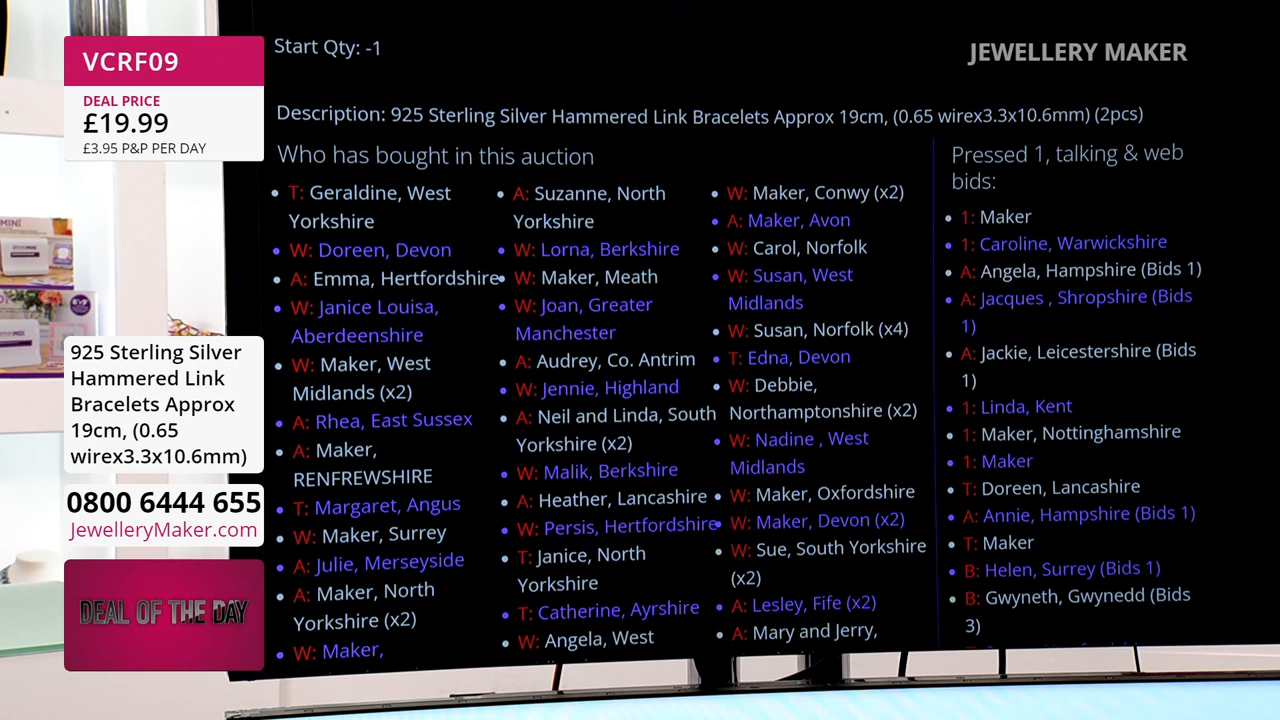 VCRF09
DEAL PRICE
£19.99
£3.95 P&P PER DAY
925 Sterling Silver
Hammered Link
Bracelets Approx
19cm, (0.65
wirex3.3x10.6mm)
0800 6444 655
JewelleryMaker.com
DEAL OF THE DAY
Start Qty: -1
JEWELLERY MAKER
Description: 925 Sterling Silver Hammered Link Bracelets Approx 19cm, (0.65 wirex3.3x10.6mm) (2pcs)
Who has bought in this auction
T: Geraldine, West
Yorkshire
W: Doreen, Devon
A: Emma, Hertfordshire
W: Janice Louisa,
Aberdeenshire
W: Maker, West
Midlands (x2)
A: Rhea, East Sussex
A: Maker,
RENFREWSHIRE
T: Margaret, Angus
W: Maker, Surrey
A: Julie, Merseyside
A: Maker, North
Yorkshire (x2)
W: Maker,
A: Suzanne, North
Yorkshire
W: Lorna, Berkshire
W: Maker, Meath
W: Joan, Greater
Manchester
A: Audrey, Co. Antrim
W: Jennie, Highland
A: Neil and Linda, South
Yorkshire (x2)
W: Malik, Berkshire
A: Heather, Lancashire
W: Persis, Hertfordshire
T: Janice, North
Yorkshire
T: Catherine, Ayrshire
W: Angela, West
W: Maker, Conwy (x2)
A: Maker, Avon
W: Carol, Norfolk
W: Susan, West
Midlands
W: Susan, Norfolk (x4)
T: Edna, Devon
W: Debbie,
Northamptonshire (x2)
W: Nadine , West
Midlands
W: Maker, Oxfordshire
W: Maker, Devon (x2)
W: Sue, South Yorkshire
(x2)
A: Lesley, Fife (x2)
A: Mary and Jerry,
Pressed 1, talking & web
bids:
1: Maker
1: Caroline, Warwickshire
A: Angela, Hampshire (Bids 1)
A: Jacques , Shropshire (Bids
1)
A: Jackie, Leicestershire (Bids
1)
1: Linda, Kent
1: Maker, Nottinghamshire
1: Maker
T: Doreen, Lancashire
A: Annie, Hampshire (Bids 1)
T: Maker
B: Helen, Surrey (Bids 1)
B: Gwyneth, Gwynedd (Bids
3)